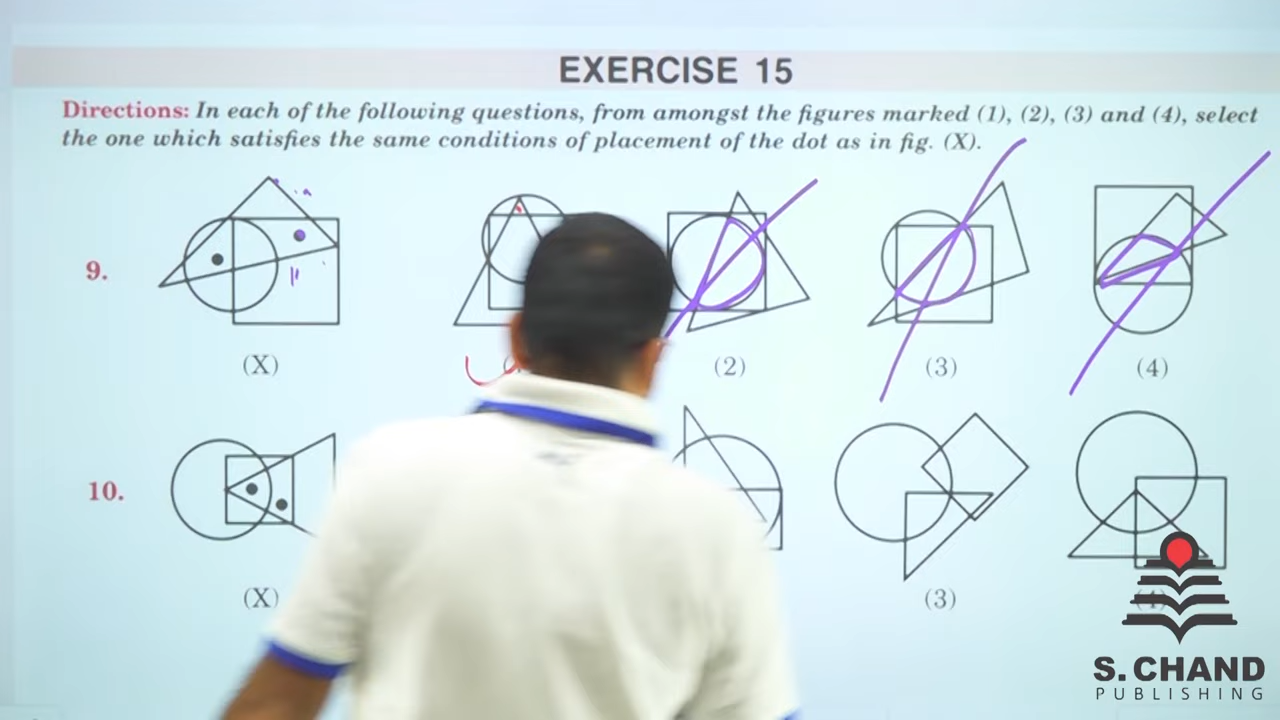 EXERCISE 15
Directions: In each of the following questions, from amongst the figures marked (1), (2), (3) and (4), select
the one which satisfies the same conditions of placement of the dot as in fig. (X).
9.
(X)
(2)
(3)
(4)
10.
(X)
(3)
S. CHAND
PUBLISHING